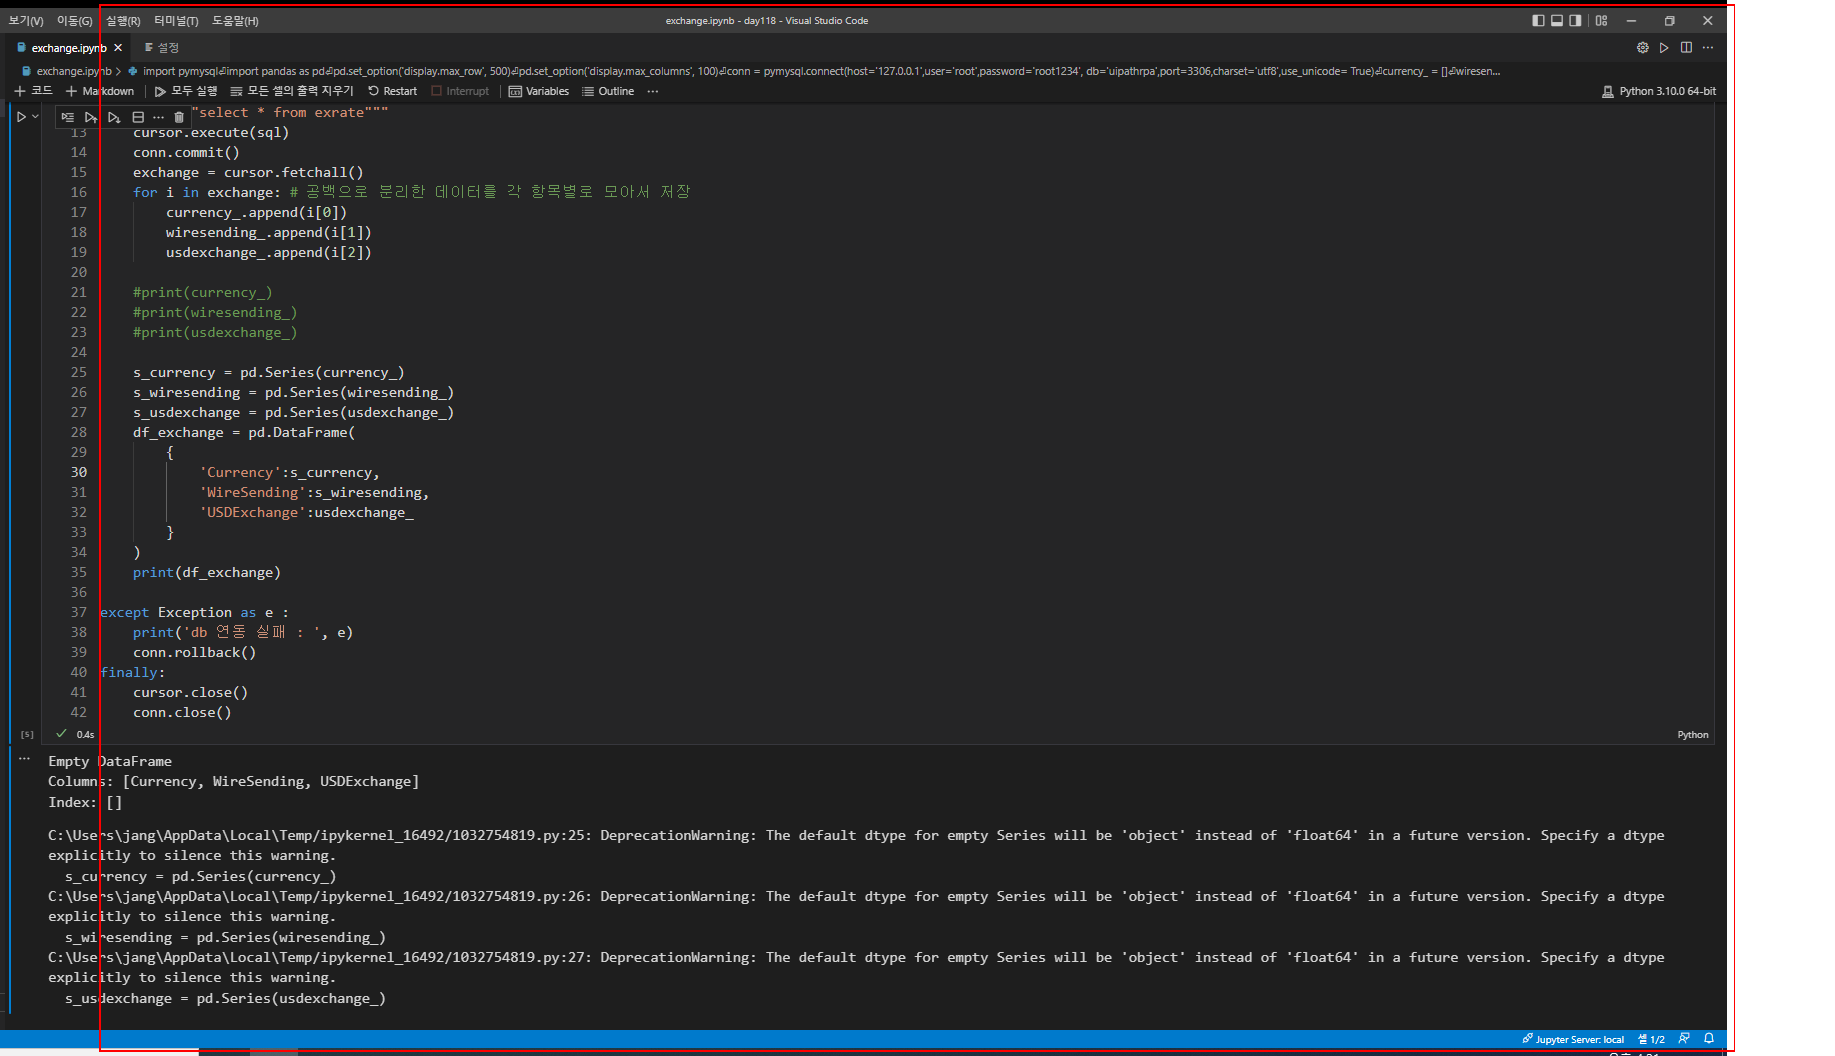 보기(V) 이동(G) 실행(R) 터미널(T) 도움말(H) exchange.ipynb - day118 - Visual Studio Code
exchange.ipynb 설정
exchange.ipynb > import pymysql⏎import pandas as pd⏎pd.set_option('display.max_row', 500)⏎pd.set_option('display.max_columns', 100)⏎conn = pymysql.connect(host='127.0.0.1',user='root',password='root1234', db='uipathrpa',port=3306,charset='utf8',use_unicode= True)⏎currency_ = []⏎wiresen...
+ 코드 + Markdown | 모두 실행 모든 셀의 출력 지우기 Restart Interrupt | Variables Outline ... Python 3.10.0 64-bit
"select * from exrate"""
13 cursor.execute(sql)
14 conn.commit()
15 exchange = cursor.fetchall()
16 for i in exchange: # 공백으로 분리한 데이터를 각 항목별로 모아서 저장
17 currency_.append(i[0])
18 wiresending_.append(i[1])
19 usdexchange_.append(i[2])
20
21 #print(currency_)
22 #print(wiresending_)
23 #print(usdexchange_)
24
25 s_currency = pd.Series(currency_)
26 s_wiresending = pd.Series(wiresending_)
27 s_usdexchange = pd.Series(usdexchange_)
28 df_exchange = pd.DataFrame(
29 {
30 'Currency':s_currency,
31 'WireSending':s_wiresending,
32 'USDExchange':usdexchange_
33 }
34 )
35 print(df_exchange)
36
37 except Exception as e :
38 print('db 연동 실패 : ', e)
39 conn.rollback()
40 finally:
41 cursor.close()
42 conn.close()
[5] ✓ 0.4s Python
... Empty DataFrame
Columns: [Currency, WireSending, USDExchange]
Index: []
C:\Users\jang\AppData\Local\Temp/ipykernel_16492/1032754819.py:25: DeprecationWarning: The default dtype for empty Series will be 'object' instead of 'float64' in a future version. Specify a dtype
explicitly to silence this warning.
s_currency = pd.Series(currency_)
C:\Users\jang\AppData\Local\Temp/ipykernel_16492/1032754819.py:26: DeprecationWarning: The default dtype for empty Series will be 'object' instead of 'float64' in a future version. Specify a dtype
explicitly to silence this warning.
s_wiresending = pd.Series(wiresending_)
C:\Users\jang\AppData\Local\Temp/ipykernel_16492/1032754819.py:27: DeprecationWarning: The default dtype for empty Series will be 'object' instead of 'float64' in a future version. Specify a dtype
explicitly to silence this warning.
s_usdexchange = pd.Series(usdexchange_)
Jupyter Server: local 셀 1/2